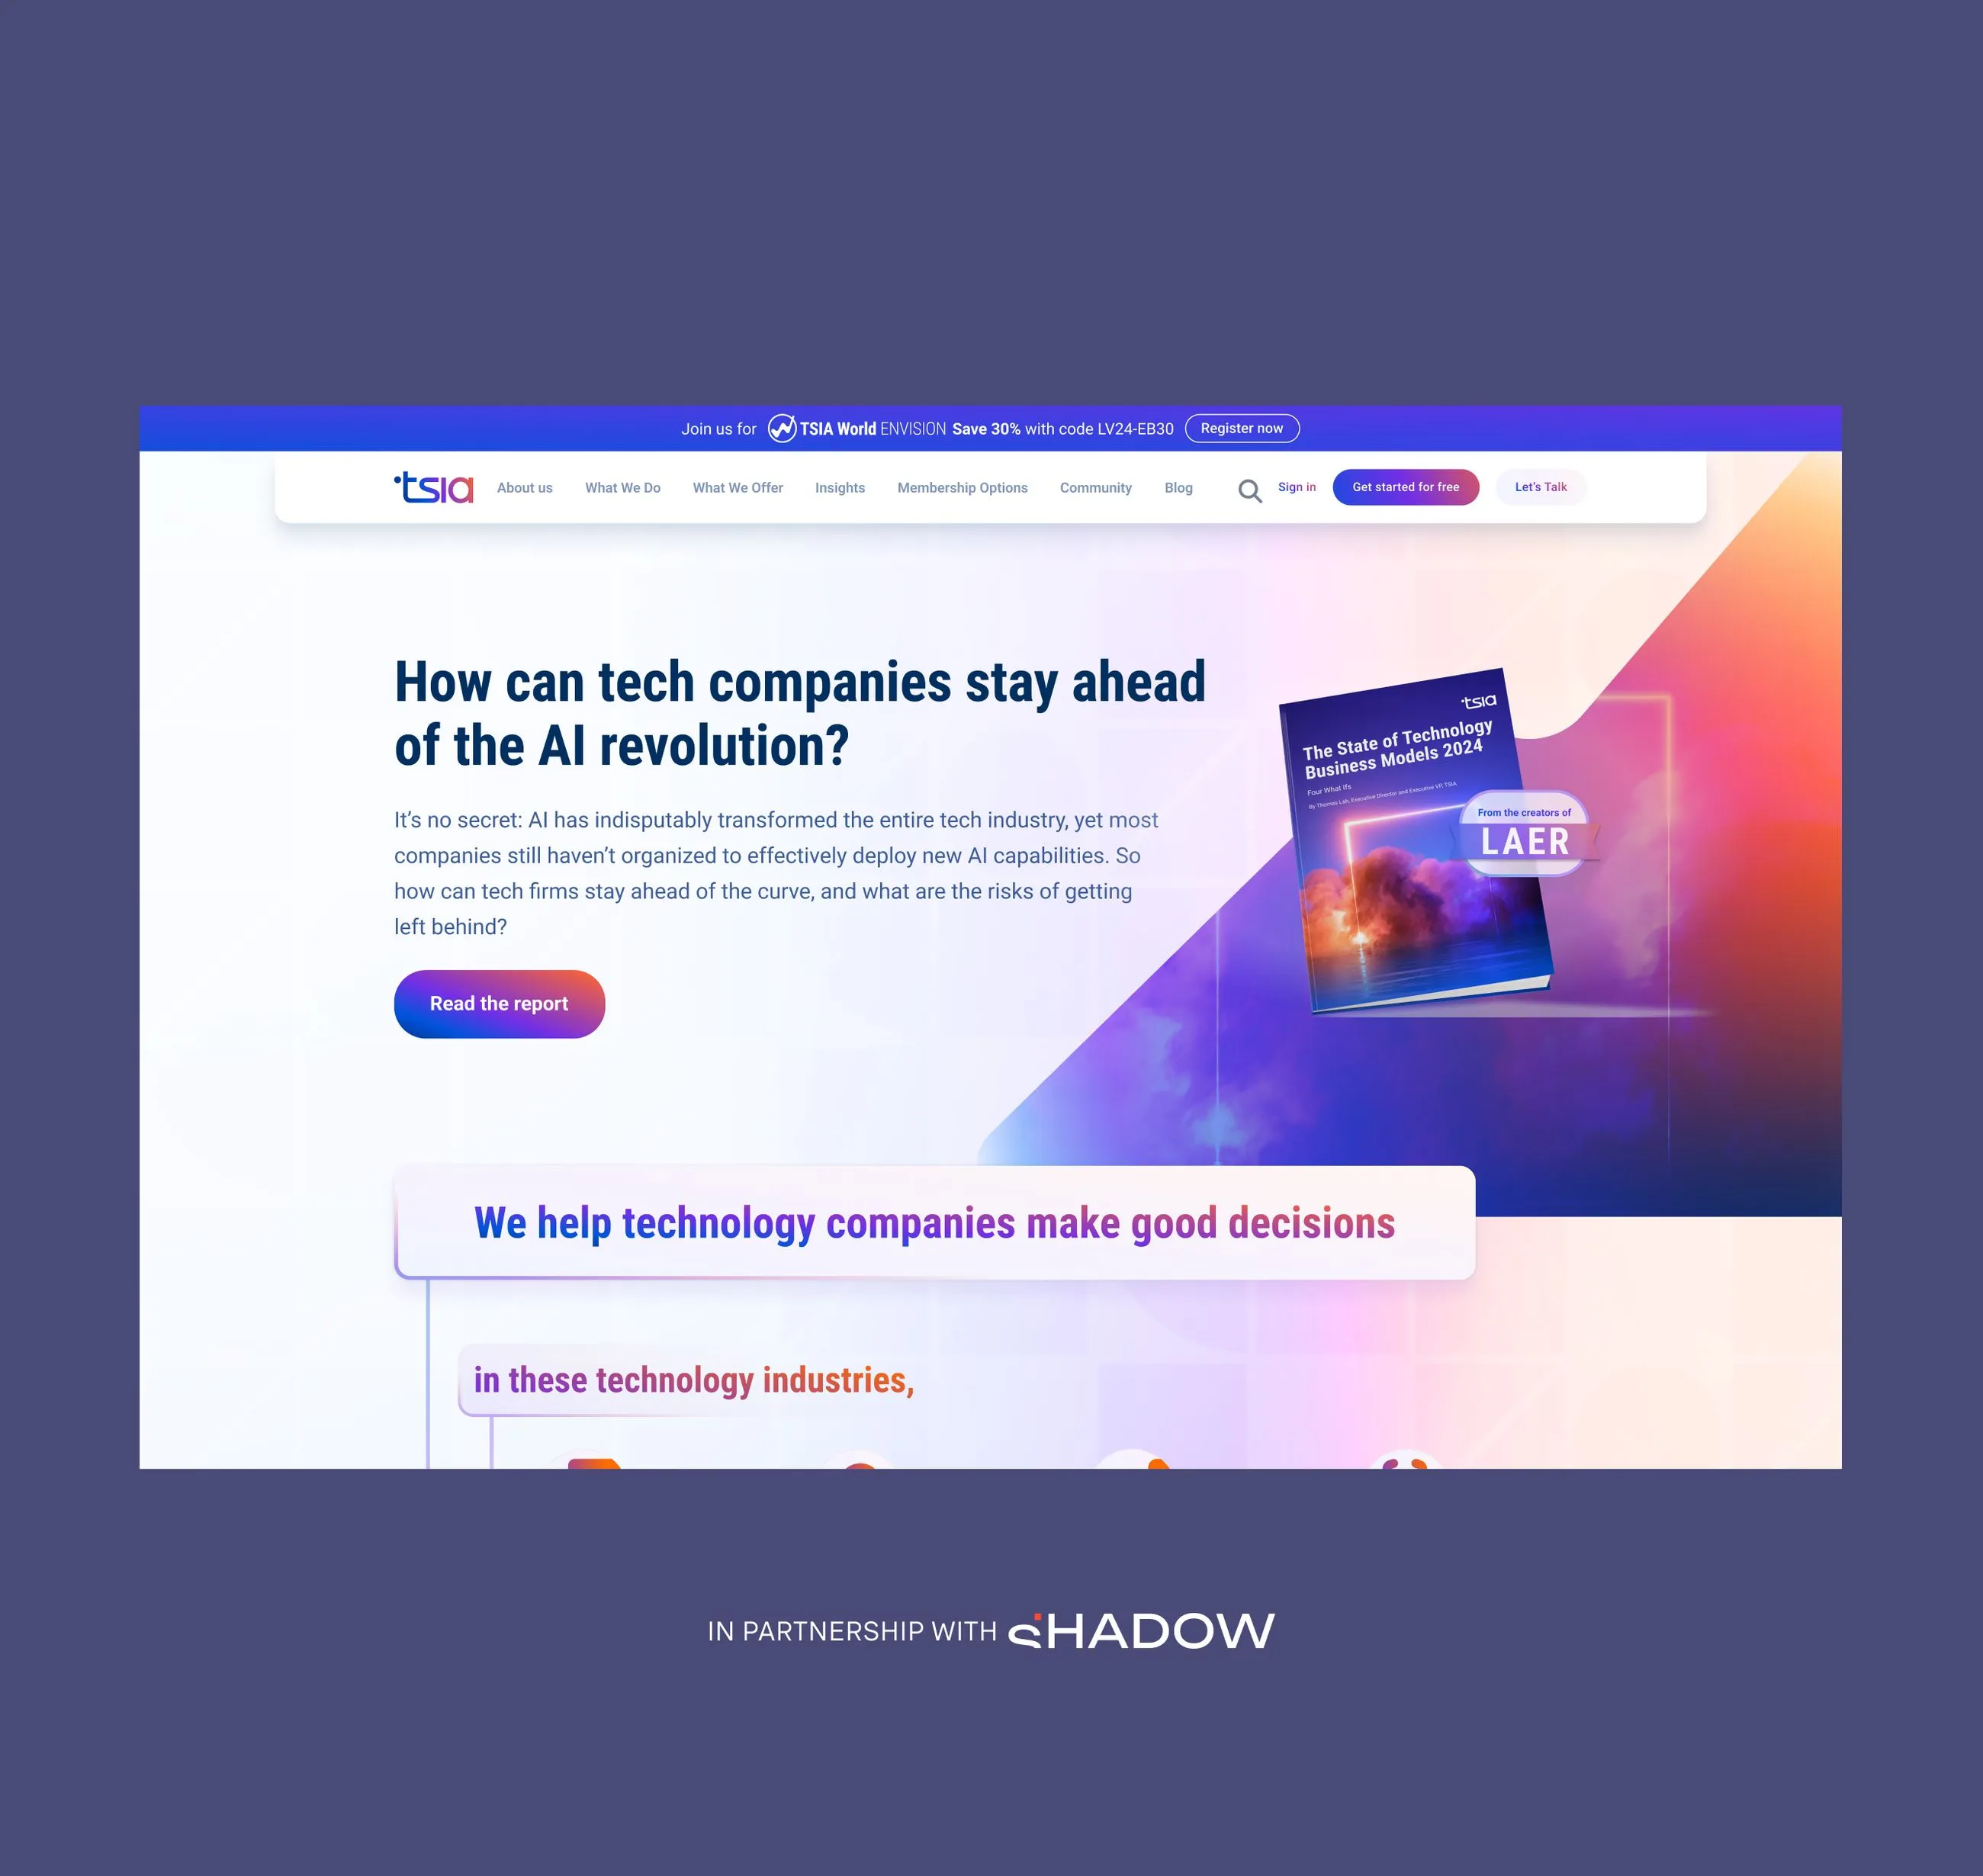 Join us for TSIA World ENVISION Save 30% with code LV24-EB30 Register now
tsia About us What We Do What We Offer Insights Membership Options Community Blog Sign in Get started for free Let’s Talk
How can tech companies stay ahead
of the AI revolution?
It’s no secret: AI has indisputably transformed the entire tech industry, yet most
companies still haven’t organized to effectively deploy new AI capabilities. So
how can tech firms stay ahead of the curve, and what are the risks of getting
left behind?
Read the report
tsia
The State of Technology
Business Models 2024
Four What Ifs
By Thomas Lah, Executive Director and Executive VP, TSIA
From the creators of
LAER
We help technology companies make good decisions
in these technology industries,
IN PARTNERSHIP WITH SHADOW